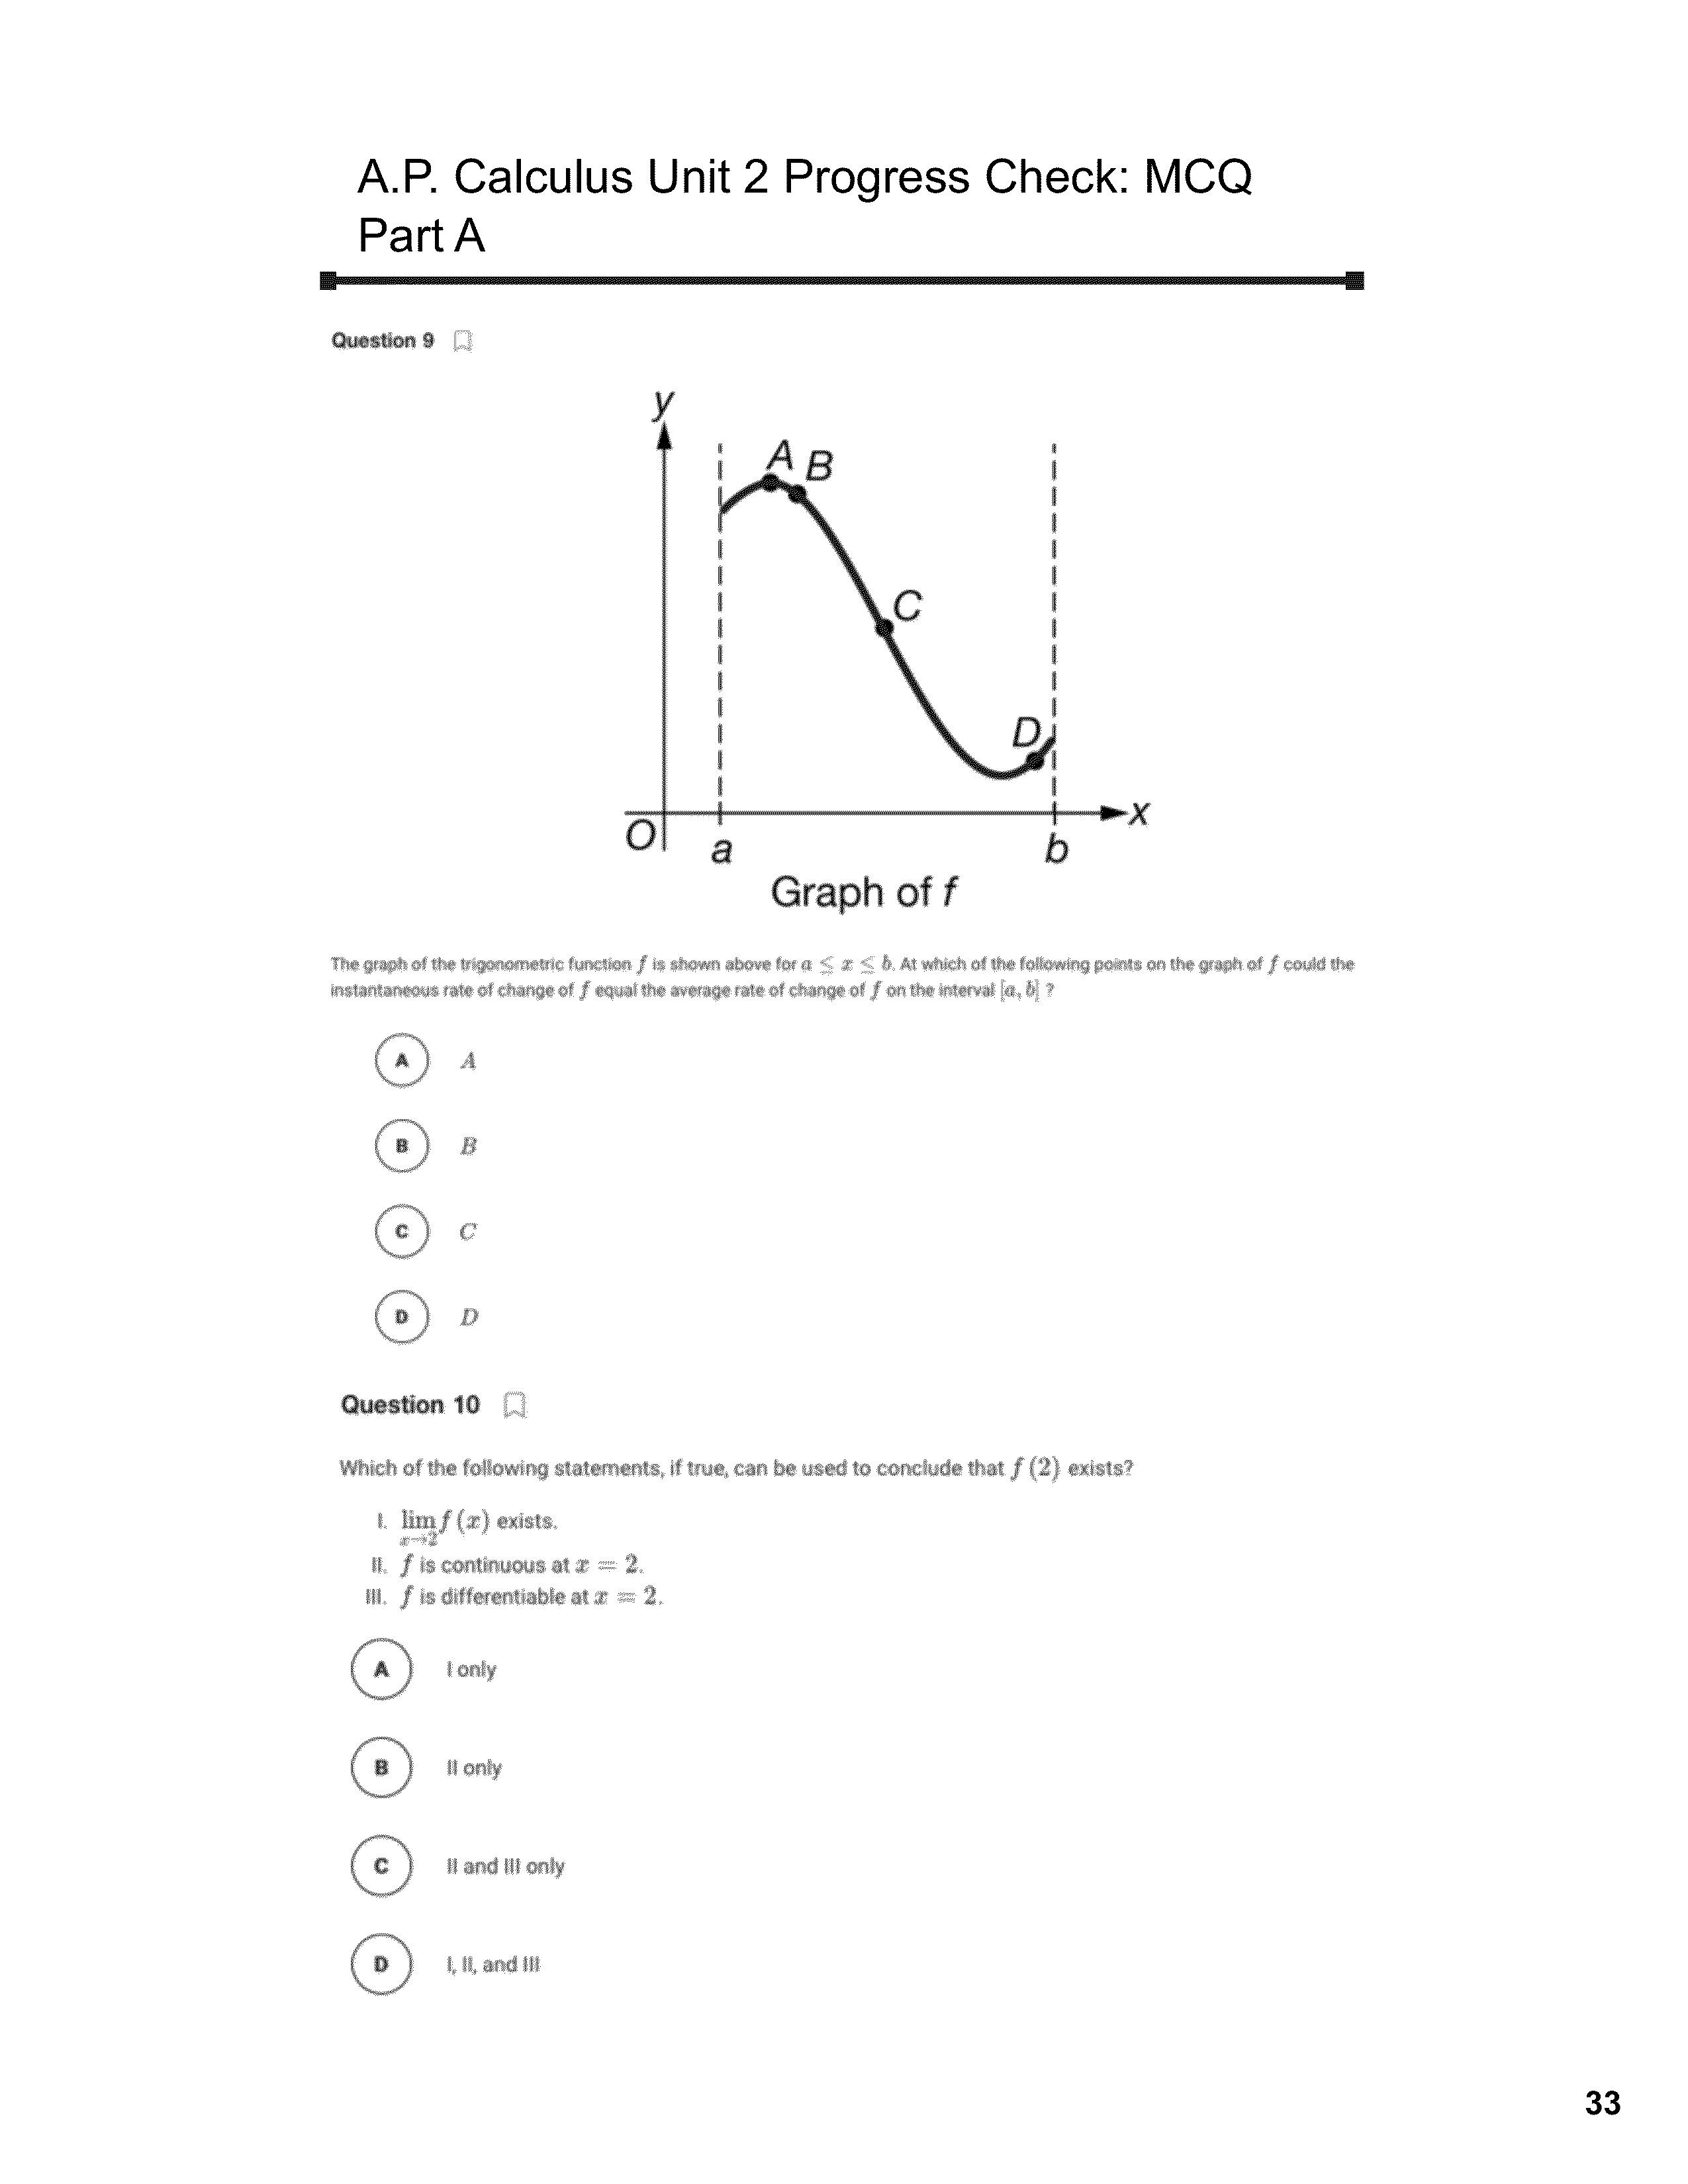 A.P. Calculus Unit 2 Progress Check: MCQ
Part A
Question 9
y
A B
C
D
O
a
b
x
Graph of f
The graph of the trigonometric function f is shown above for a ≤ x ≤ b. At which of the following points on the graph of f could the
instantaneous rate of change of f equal the average rate of change of f on the interval [a, b] ?
A A
B B
C C
D D
Question 10
Which of the following statements, if true, can be used to conclude that f (2) exists?
I. lim f (x) exists.
x→2
II. f is continuous at x = 2.
III. f is differentiable at x = 2.
A I only
B II only
C II and III only
D I, II, and III
33